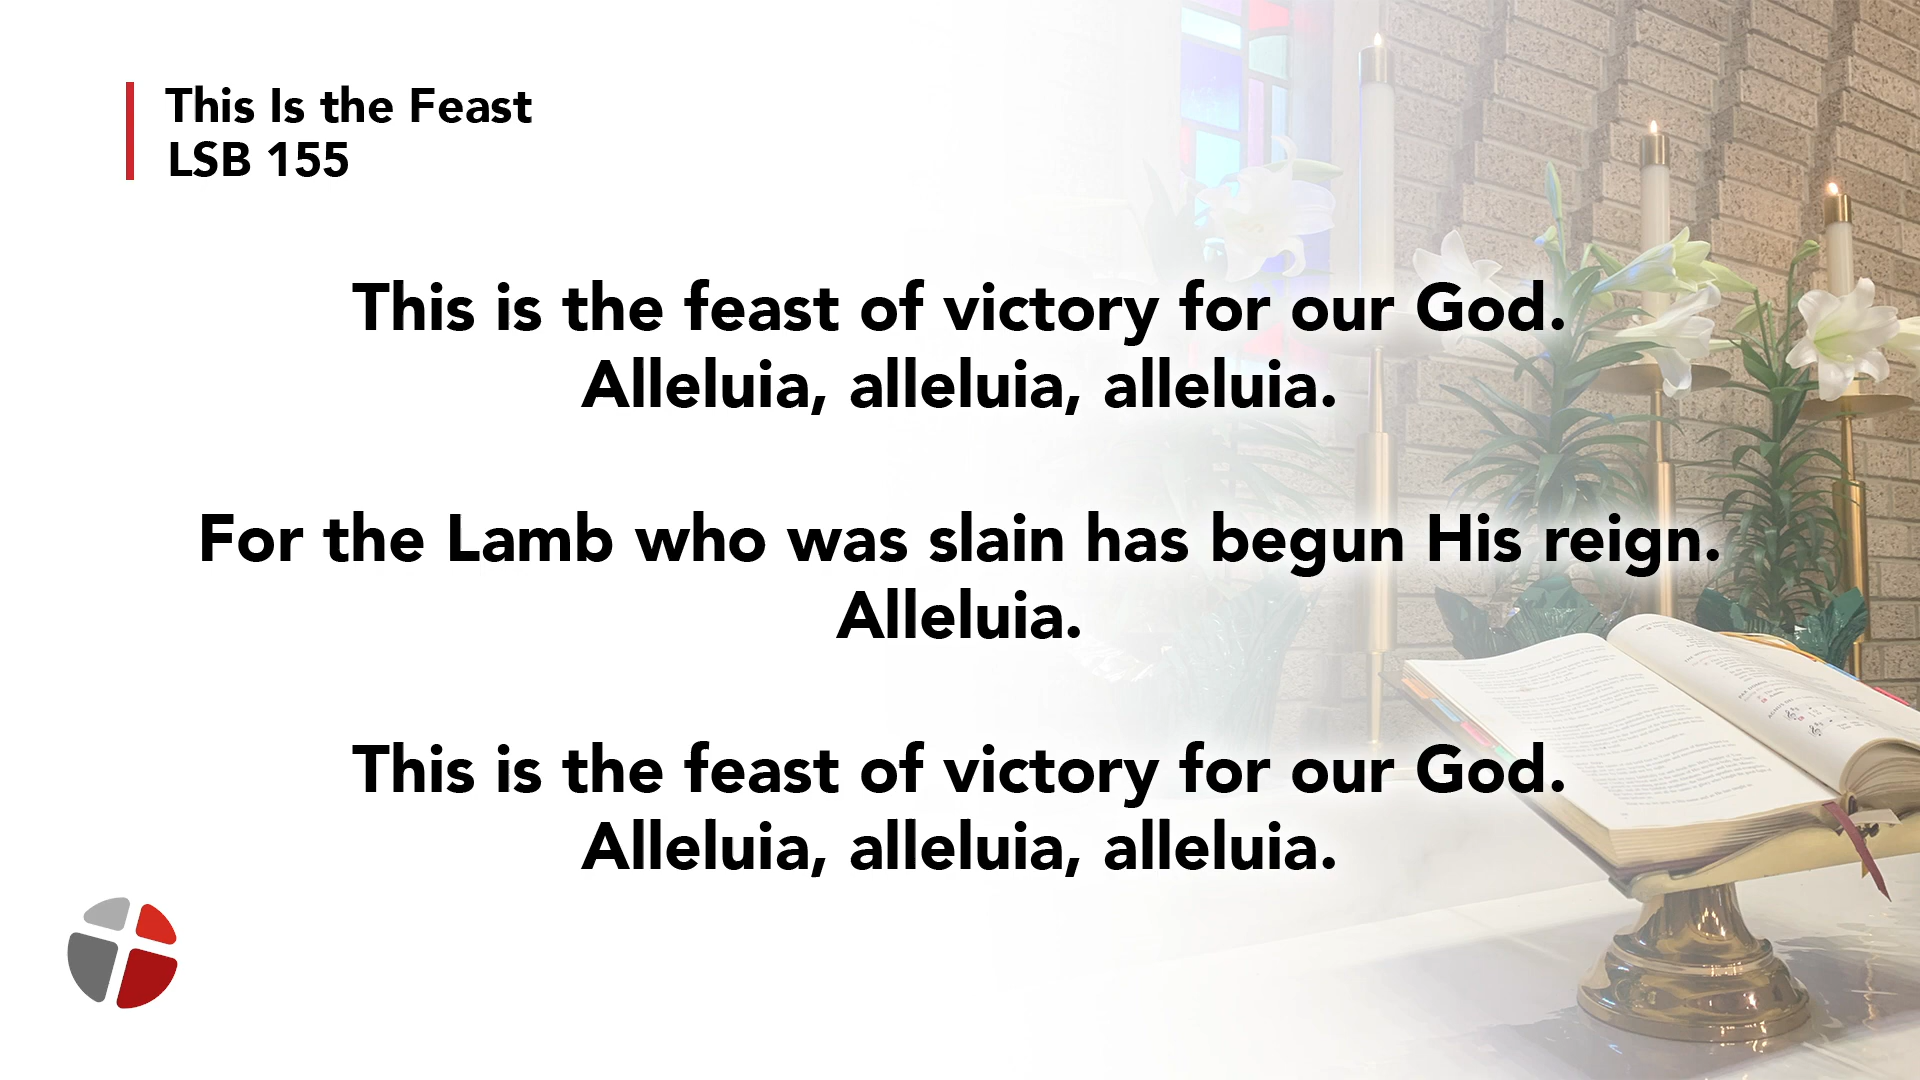 This Is the Feast
LSB 155
This is the feast of victory for our God.
Alleluia, alleluia, alleluia.
For the Lamb who was slain has begun His reign.
Alleluia.
This is the feast of victory for our God.
Alleluia, alleluia, alleluia.